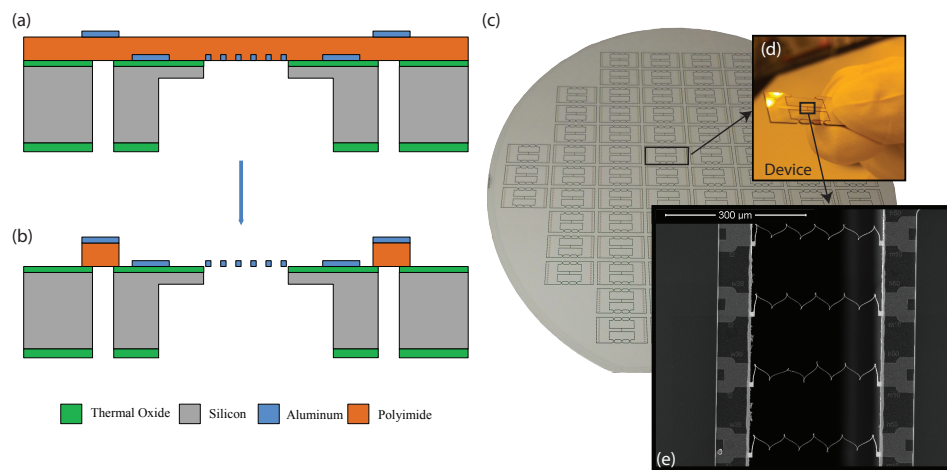 (a)
(b)
Thermal Oxide
Silicon
Aluminum
Polyimide
(c)
(d)
Device
300 μm
(e)